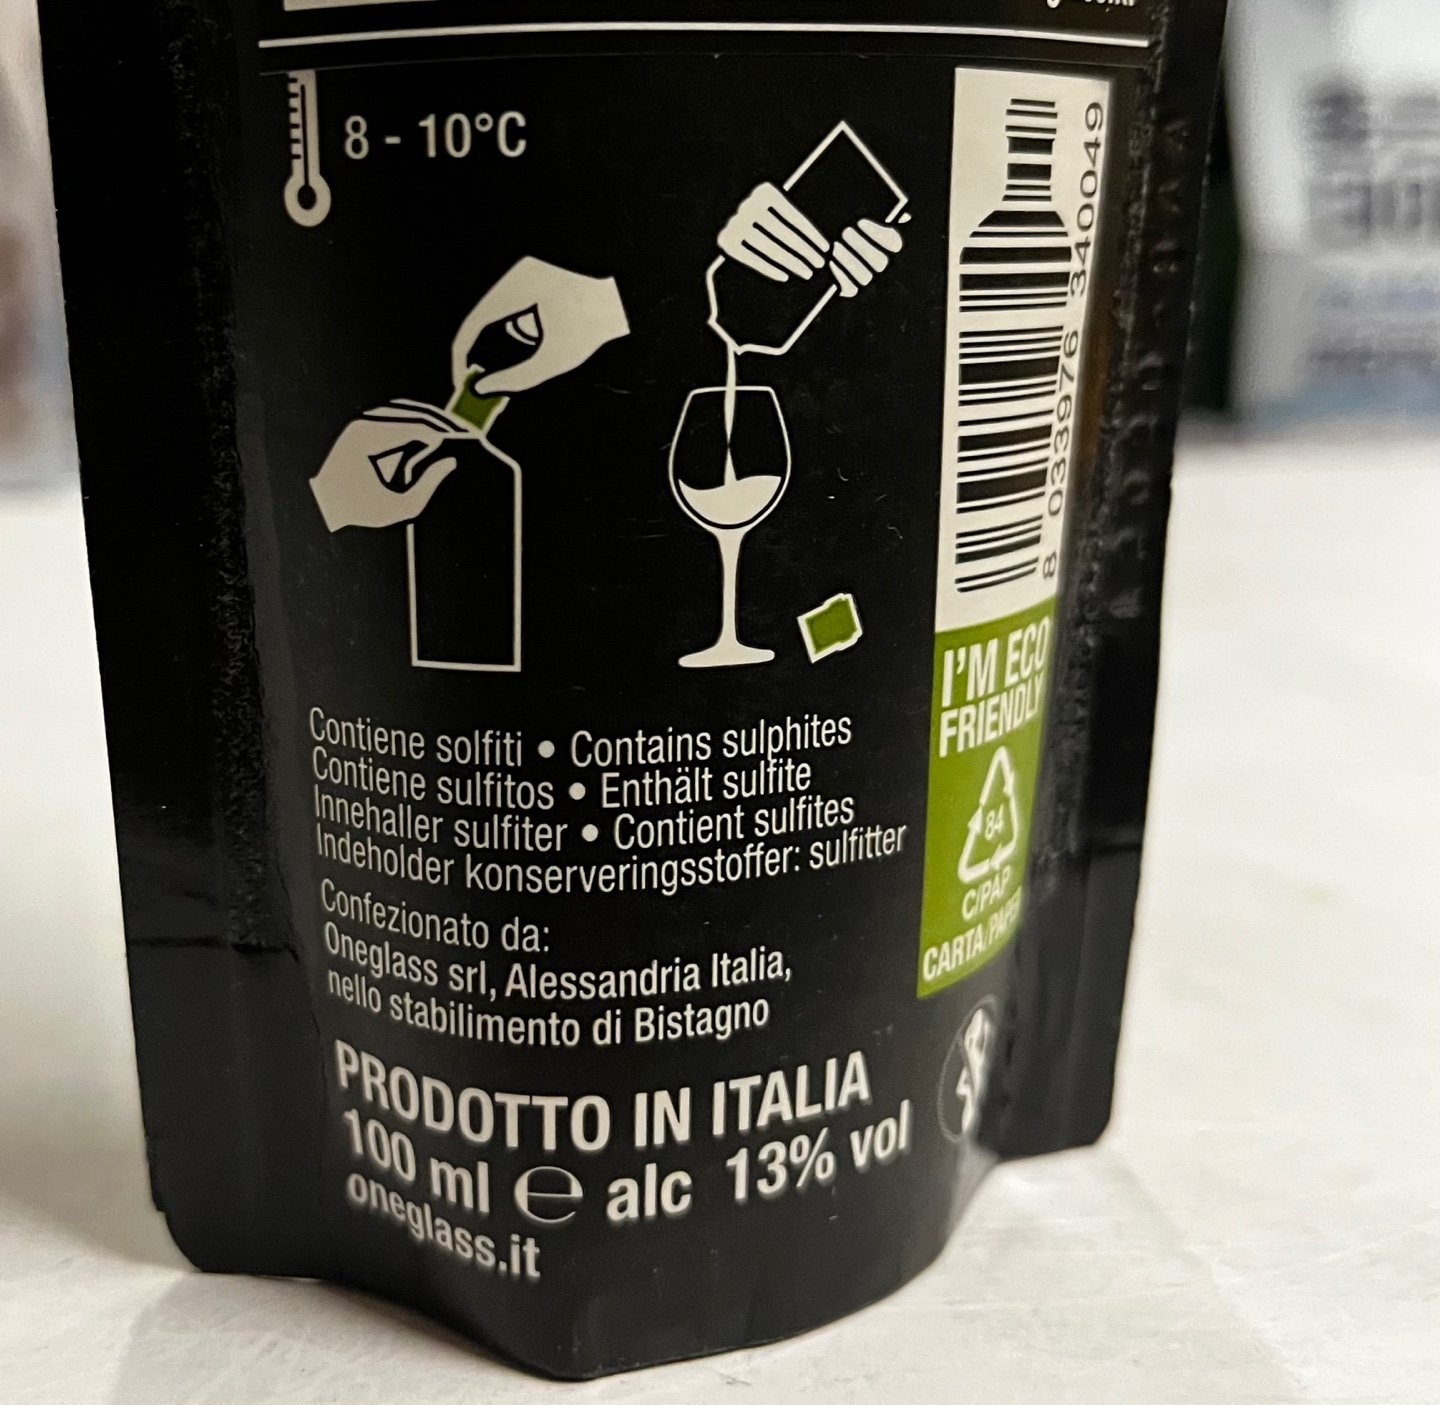 8 - 10°C
8 033976 340049
I'M ECO
FRIENDLY
84
C/PAP
CARTA/PAPER
Contiene solfiti • Contains sulphites
Contiene sulfitos • Enthält sulfite
Innehaller sulfiter • Contient sulfites
Indeholder konserveringsstoffer: sulfitter
Confezionato da:
Oneglass srl, Alessandria Italia,
nello stabilimento di Bistagno
PRODOTTO IN ITALIA
100 ml e alc 13% vol
oneglass.it